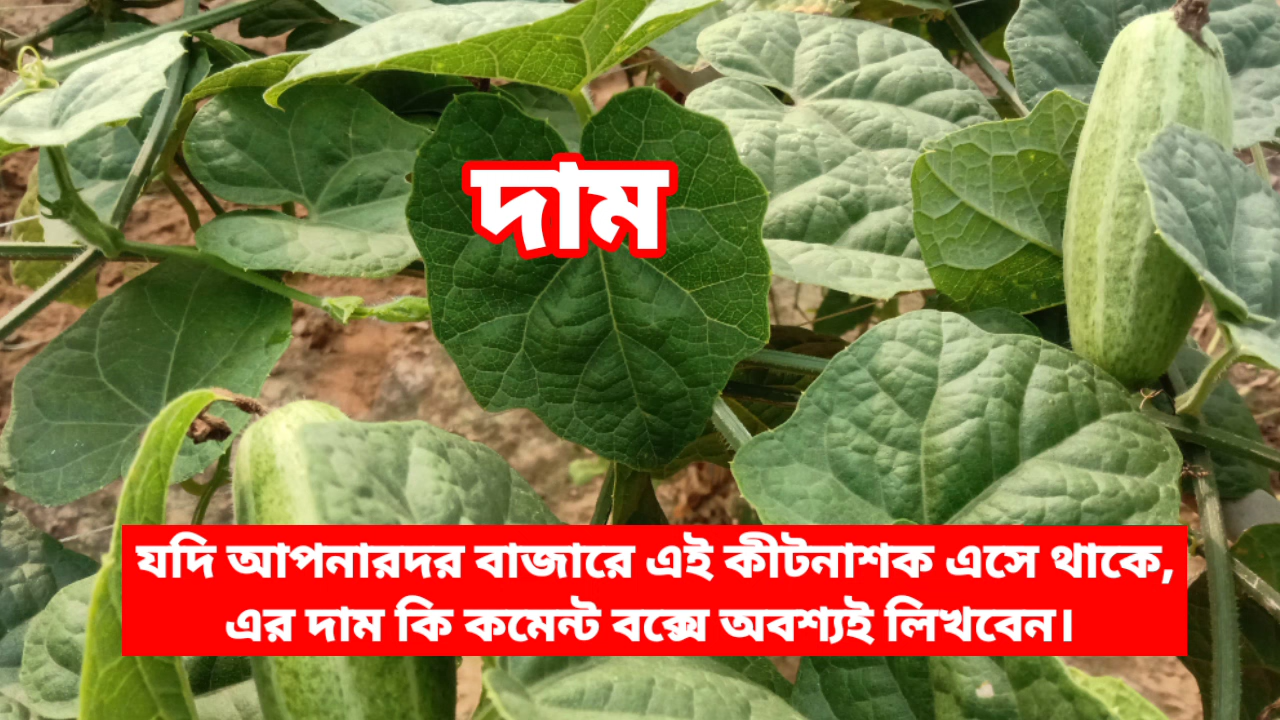 দাম
যদি আপনারদর বাজারে এই কীটনাশক এসে থাকে,
এর দাম কি কমেন্ট বক্সে অবশ্যই লিখবেন।